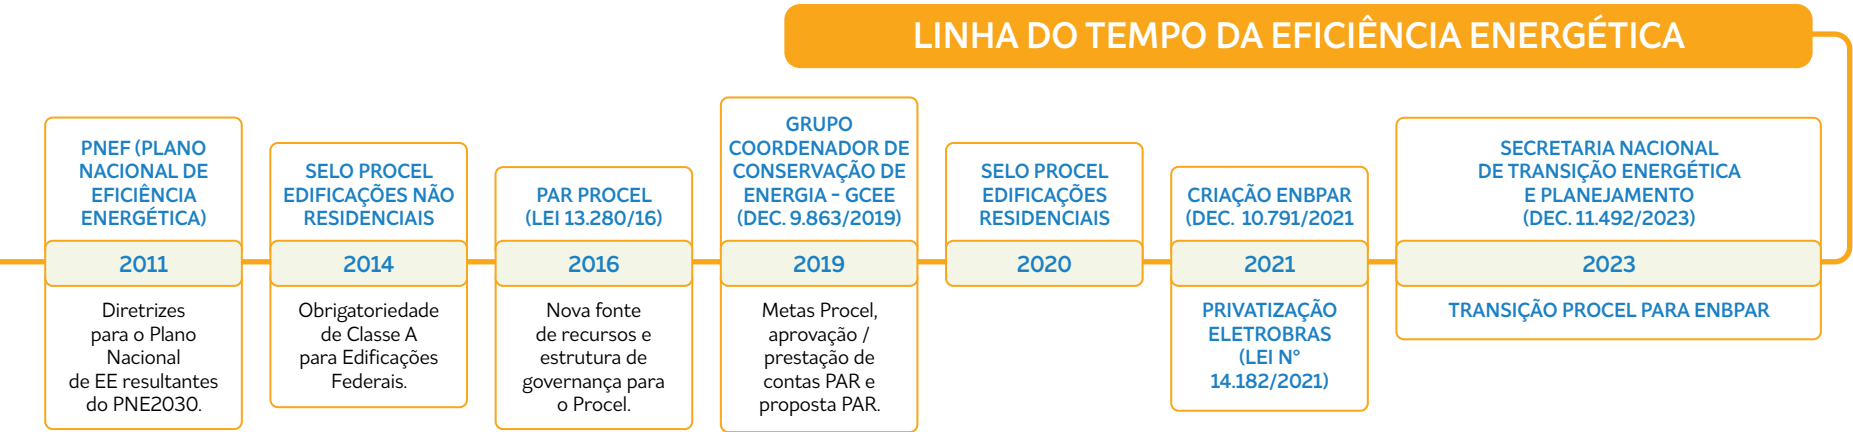 LINHA DO TEMPO DA EFICIÊNCIA ENERGÉTICA
PNEF (PLANO
NACIONAL DE
EFICIÊNCIA
ENERGÉTICA)
2011
Diretrizes
para o Plano
Nacional
de EE resultantes
do PNE2030.
SELO PROCEL
EDIFICAÇÕES NÃO
RESIDENCIAIS
2014
Obrigatoriedade
de Classe A
para Edificações
Federais.
PAR PROCEL
(LEI 13.280/16)
2016
Nova fonte
de recursos e
estrutura de
governança para
o Procel.
GRUPO
COORDENADOR DE
CONSERVAÇÃO DE
ENERGIA - GCEE
(DEC. 9.863/2019)
2019
Metas Procel,
aprovação /
prestação de
contas PAR e
proposta PAR.
SELO PROCEL
EDIFICAÇÕES
RESIDENCIAIS
2020
CRIAÇÃO ENBPAR
(DEC. 10.791/2021
2021
PRIVATIZAÇÃO
ELETROBRAS
(LEI N°
14.182/2021)
SECRETARIA NACIONAL
DE TRANSIÇÃO ENERGÉTICA
E PLANEJAMENTO
(DEC. 11.492/2023)
2023
TRANSIÇÃO PROCEL PARA ENBPAR